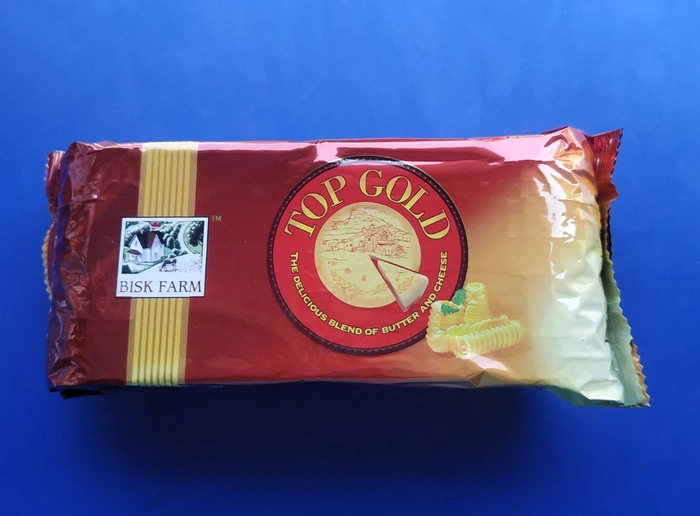 TOP GOLD
THE DELICIOUS BLEND OF BUTTER AND CHEESE
BISK FARM
TM